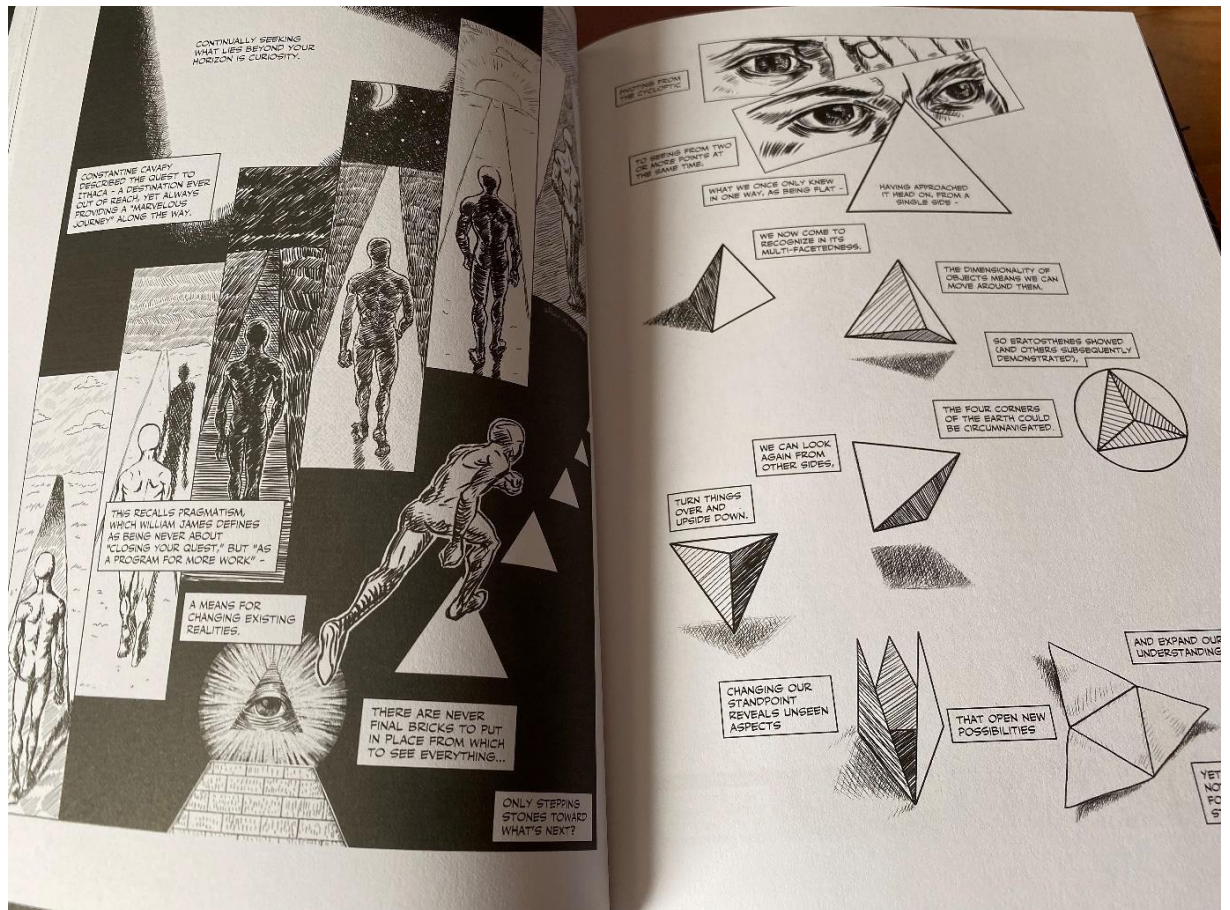 CONTINUALLY SEEKING
WHAT LIES BEYOND YOUR
HORIZON IS CURIOSITY.
CONSTANTINE CAVAFY
DESCRIBED THE QUEST TO
ITHACA - A DESTINATION EVER
OUT OF REACH, YET ALWAYS
PROVIDING A "MARVELOUS
JOURNEY" ALONG THE WAY.
THIS RECALLS PRAGMATISM,
WHICH WILLIAM JAMES DEFINES
AS BEING NEVER ABOUT
"CLOSING YOUR QUEST," BUT "AS
A PROGRAM FOR MORE WORK" -
A MEANS FOR
CHANGING EXISTING
REALITIES.
THERE ARE NEVER
FINAL BRICKS TO PUT
IN PLACE FROM WHICH
TO SEE EVERYTHING...
ONLY STEPPING
STONES TOWARD
WHAT'S NEXT?
PIVOTING FROM
THE CYCLOPTIC
TO SEEING FROM TWO
OR MORE POINTS AT
THE SAME TIME.
WHAT WE ONCE ONLY KNEW
IN ONE WAY, AS BEING FLAT -
HAVING APPROACHED
IT HEAD ON, FROM A
SINGLE SIDE -
WE NOW COME TO
RECOGNIZE IN ITS
MULTI-FACETEDNESS.
THE DIMENSIONALITY OF
OBJECTS MEANS WE CAN
MOVE AROUND THEM.
SO ERATOSTHENES SHOWED
(AND OTHERS SUBSEQUENTLY
DEMONSTRATED),
THE FOUR CORNERS
OF THE EARTH COULD
BE CIRCUMNAVIGATED.
WE CAN LOOK
AGAIN FROM
OTHER SIDES,
TURN THINGS
OVER AND
UPSIDE DOWN.
CHANGING OUR
STANDPOINT
REVEALS UNSEEN
ASPECTS
THAT OPEN NEW
POSSIBILITIES
AND EXPAND OUR
UNDERSTANDING
YET